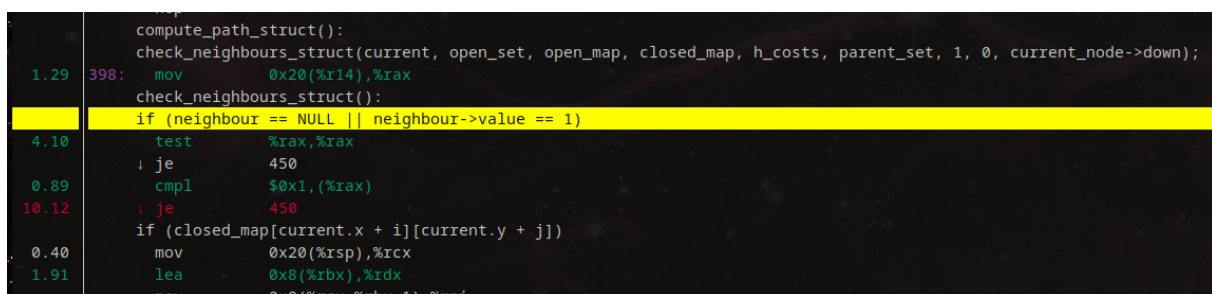 compute_path_struct():
check_neighbours_struct(current, open_set, open_map, closed_map, h_costs, parent_set, 1, 0, current_node->down);
1.29 398: mov 0x20(%r14),%rax
check_neighbours_struct():
if (neighbour == NULL || neighbour->value == 1)
4.10 test %rax,%rax
↓ je 450
0.89 cmpl $0x1,(%rax)
10.12 ↓ je 450
if (closed_map[current.x + i][current.y + j])
0.40 mov 0x20(%rsp),%rcx
1.91 lea 0x8(%rbx),%rdx